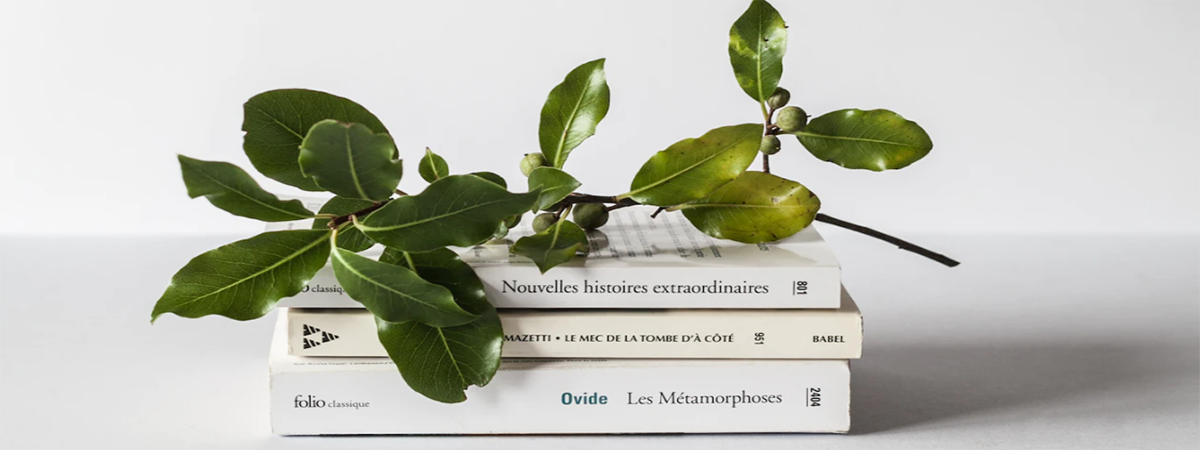 folio classique Nouvelles histoires extraordinaires 801
MAZETTI • LE MEC DE LA TOMBE D'À CÔTÉ 951 BABEL
folio classique Ovide Les Métamorphoses 2404